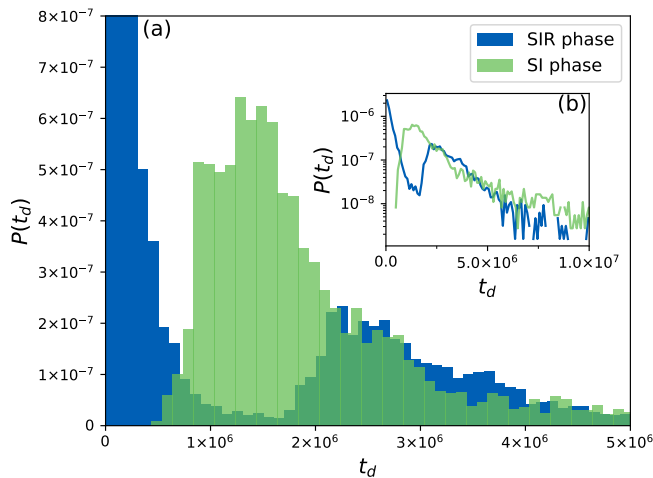 (a)
SIR phase
SI phase
8×10⁻⁷
7×10⁻⁷
6×10⁻⁷
5×10⁻⁷
4×10⁻⁷
3×10⁻⁷
2×10⁻⁷
1×10⁻⁷
0
P(t_d)
0
1×10⁶
2×10⁶
3×10⁶
4×10⁶
5×10⁶
t_d
(b)
10⁻⁶
10⁻⁷
10⁻⁸
P(t_d)
0.0
5.0×10⁶
1.0×10⁷
t_d